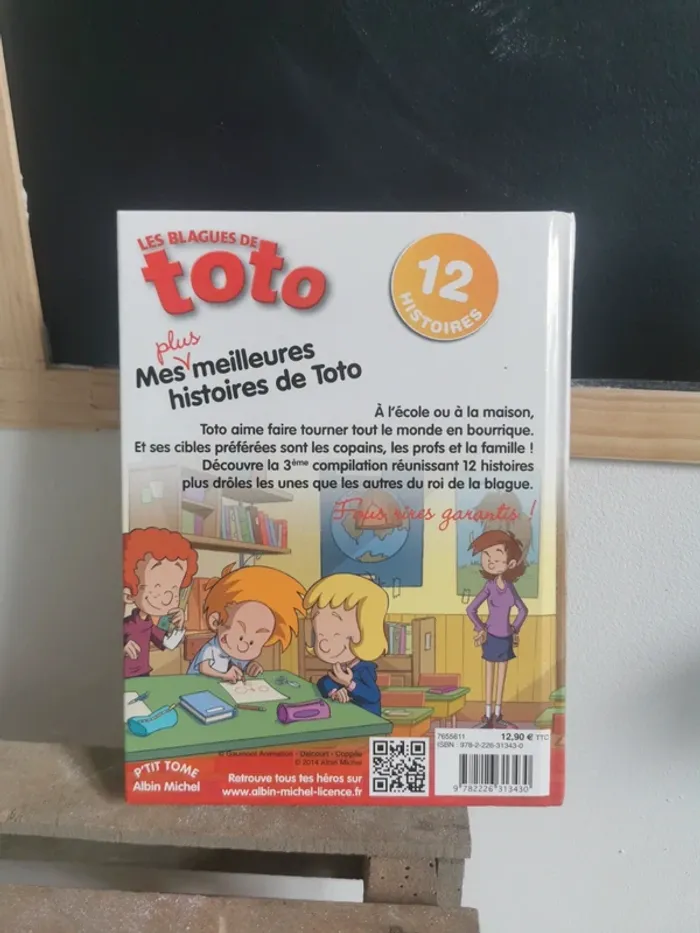 LES BLAGUES DE
toto
12
HISTOIRES
plus
Mes meilleures
histoires de Toto
À l'école ou à la maison,
Toto aime faire tourner tout le monde en bourrique.
Et ses cibles préférées sont les copains, les profs et la famille !
Découvre la 3ème compilation réunissant 12 histoires
plus drôles les unes que les autres du roi de la blague.
Fous rires garantis !
P'TIT TOME
Albin Michel
© Gaumont Animation - Delcourt - Coppée
© 2014 Albin Michel
Retrouve tous tes héros sur
www.albin-michel-licence.fr
7655611 12,90 € TTC
ISBN : 978-2-226-31343-0
9 782226 313430